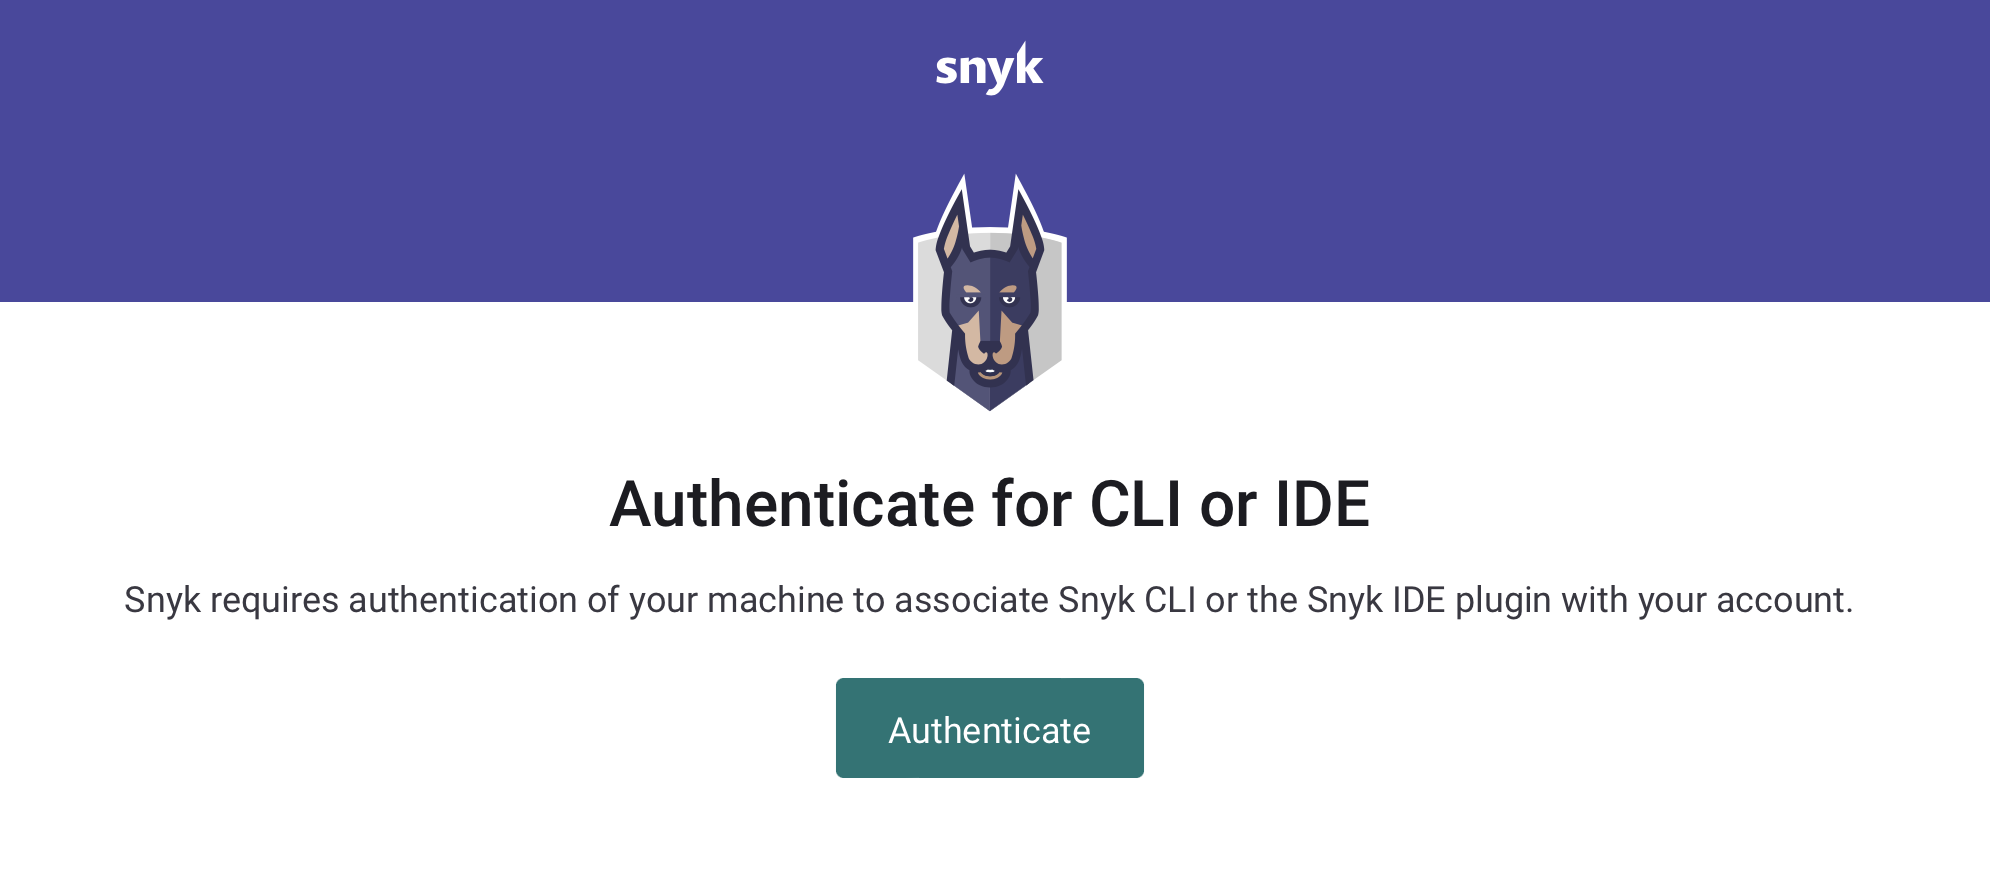 snyk
Authenticate for CLI or IDE
Snyk requires authentication of your machine to associate Snyk CLI or the Snyk IDE plugin with your account.
Authenticate